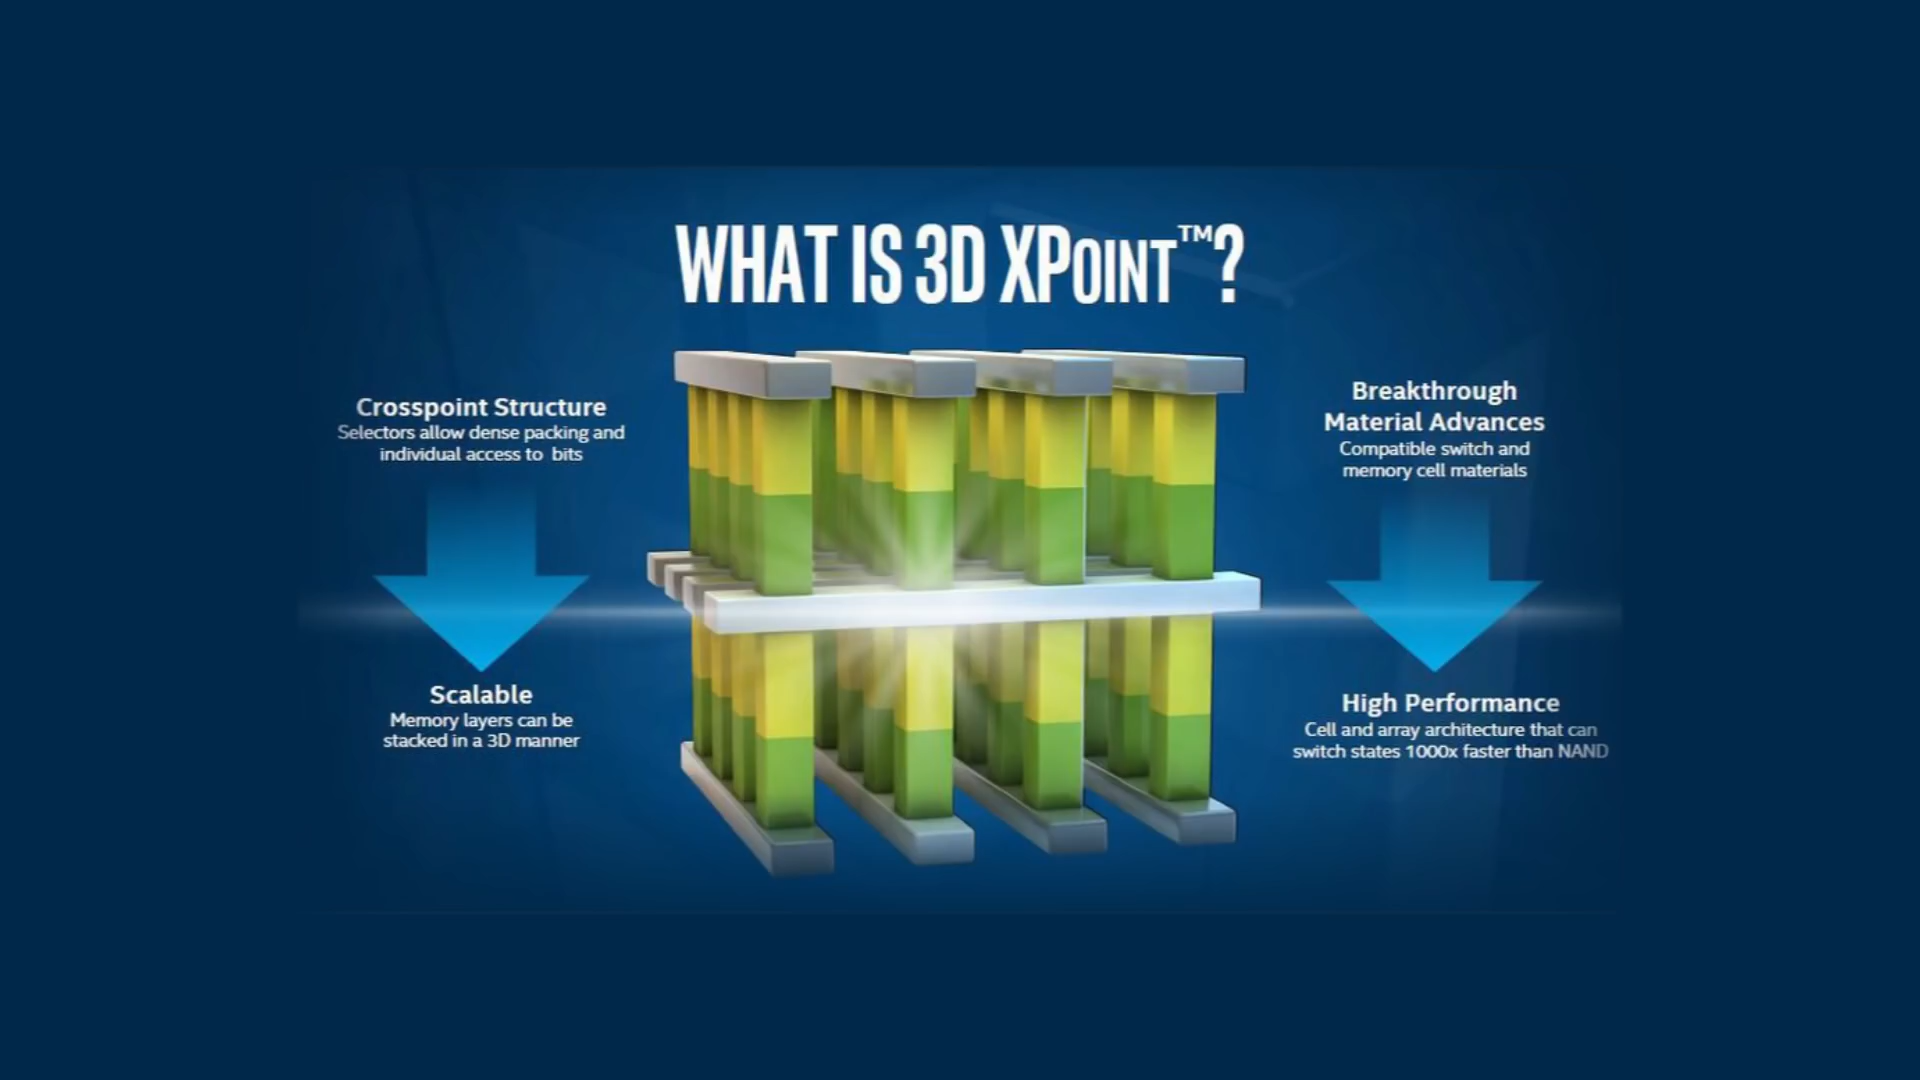 WHAT IS 3D XPOINT™?
Crosspoint Structure
Selectors allow dense packing and
individual access to bits
Scalable
Memory layers can be
stacked in a 3D manner
Breakthrough
Material Advances
Compatible switch and
memory cell materials
High Performance
Cell and array architecture that can
switch states 1000x faster than NAND